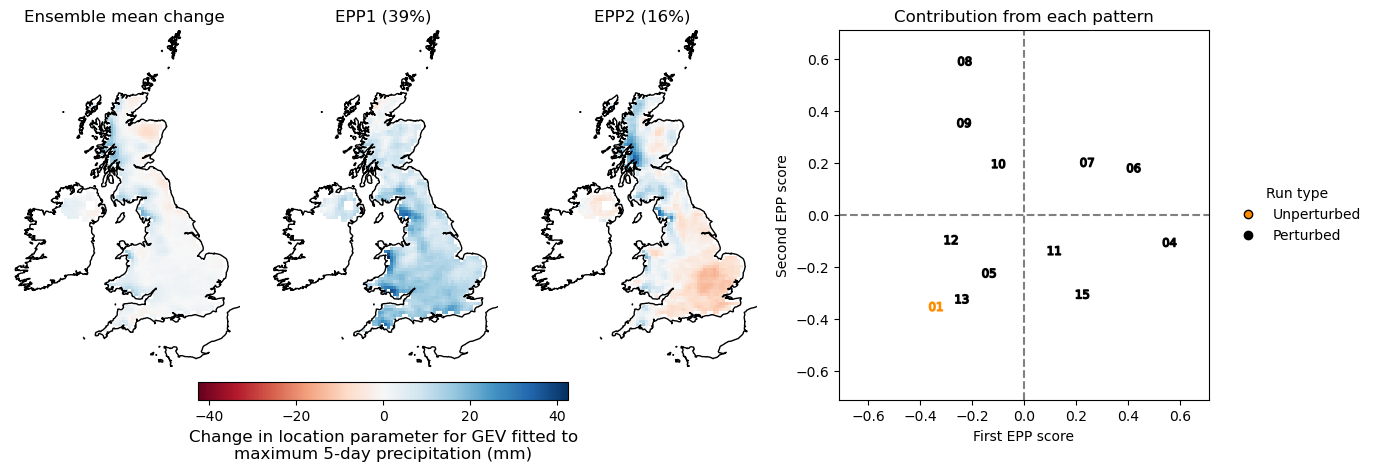 Ensemble mean change
EPP1 (39%)
EPP2 (16%)
Contribution from each pattern
0.6
0.4
0.2
0.0
−0.2
−0.4
−0.6
Second EPP score
08
09
10
07
06
12
11
04
05
13
15
01
−0.6
−0.4
−0.2
0.0
0.2
0.4
0.6
First EPP score
Run type
Unperturbed
Perturbed
−40
−20
0
20
40
Change in location parameter for GEV fitted to
maximum 5-day precipitation (mm)